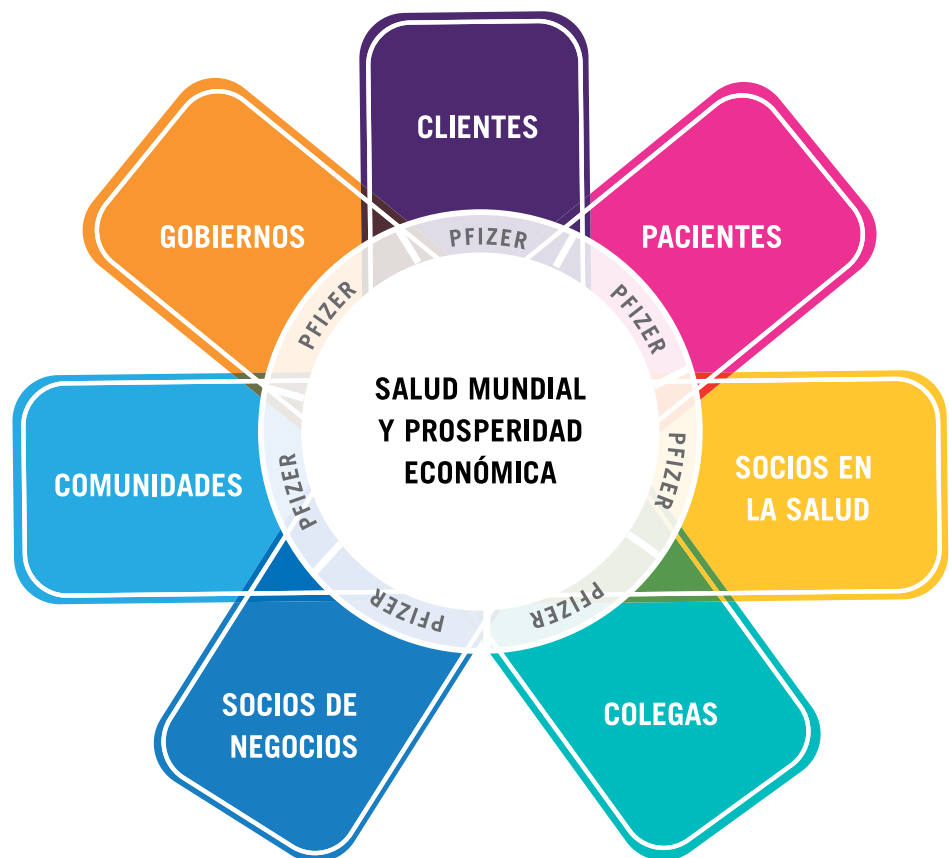 CLIENTES
PACIENTES
SOCIOS EN
LA SALUD
COLEGAS
SOCIOS DE
NEGOCIOS
COMUNIDADES
GOBIERNOS
PFIZER
PFIZER
PFIZER
PFIZER
PFIZER
PFIZER
PFIZER
SALUD MUNDIAL
Y PROSPERIDAD
ECONÓMICA